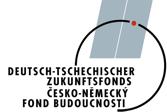 DEUTSCH-TSCHECHISCHER
ZUKUNFTSFONDS
ČESKO-NĚMECKÝ
FOND BUDOUCNOSTI